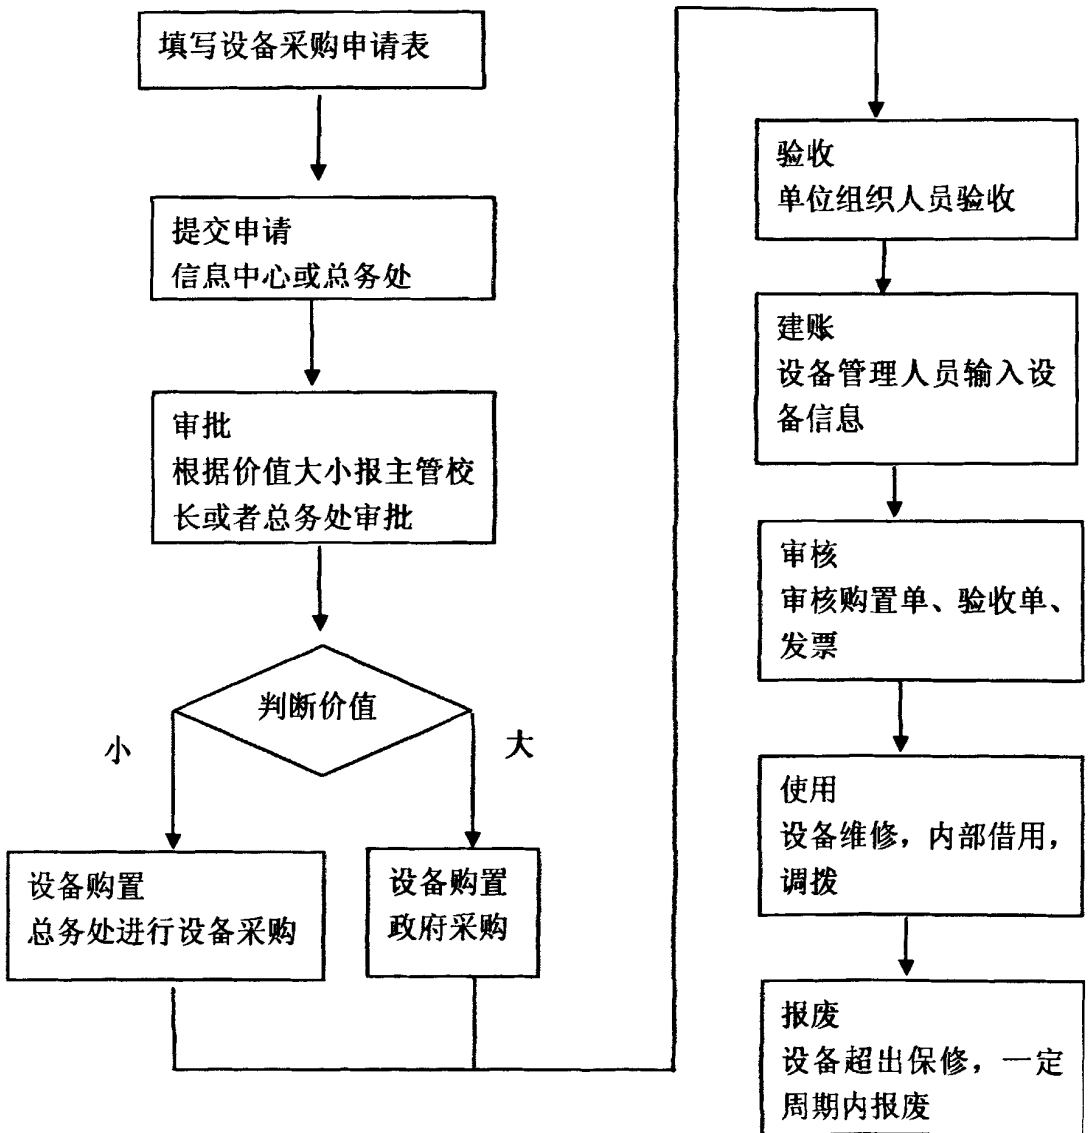 填写设备采购申请表
提交申请
信息中心或总务处
审批
根据价值大小报主管校
长或者总务处审批
判断价值
小
大
设备购置
总务处进行设备采购
设备购置
政府采购
验收
单位组织人员验收
建账
设备管理人员输入设
备信息
审核
审核购置单、验收单、
发票
使用
设备维修，内部借用，
调拨
报废
设备超出保修，一定
周期内报废